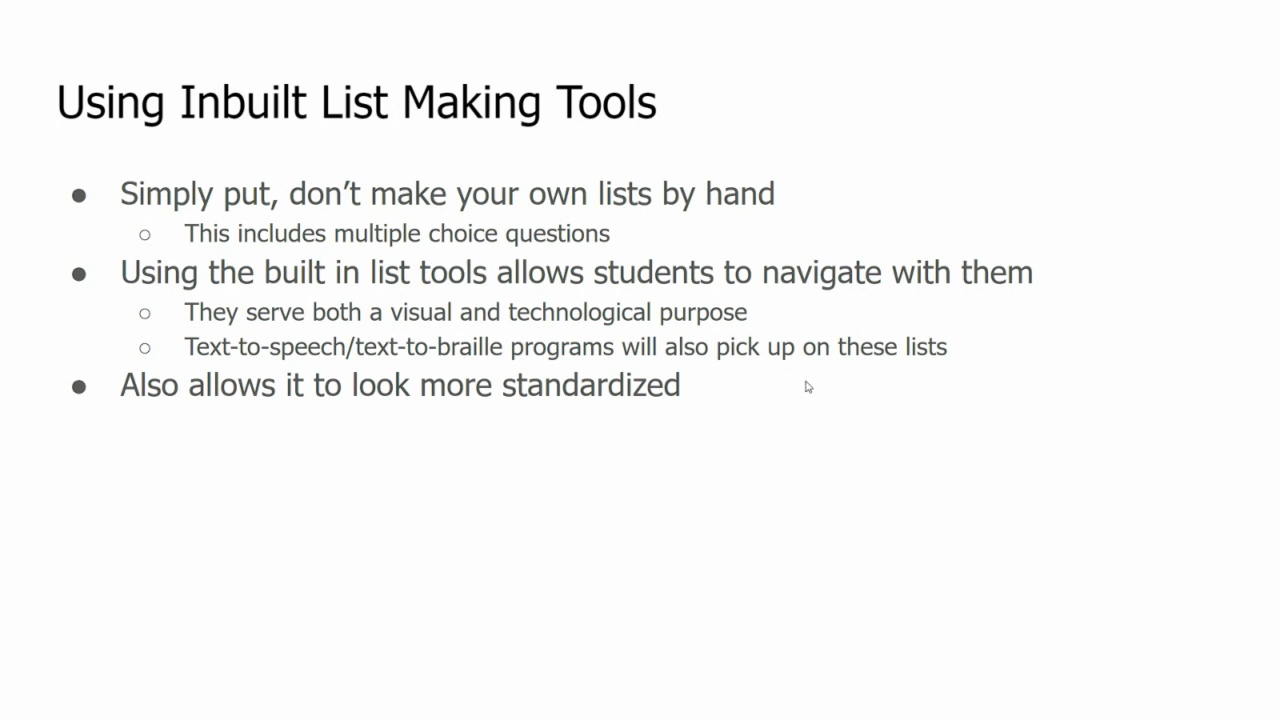 Using Inbuilt List Making Tools
● Simply put, don’t make your own lists by hand
○ This includes multiple choice questions
● Using the built in list tools allows students to navigate with them
○ They serve both a visual and technological purpose
○ Text-to-speech/text-to-braille programs will also pick up on these lists
● Also allows it to look more standardized